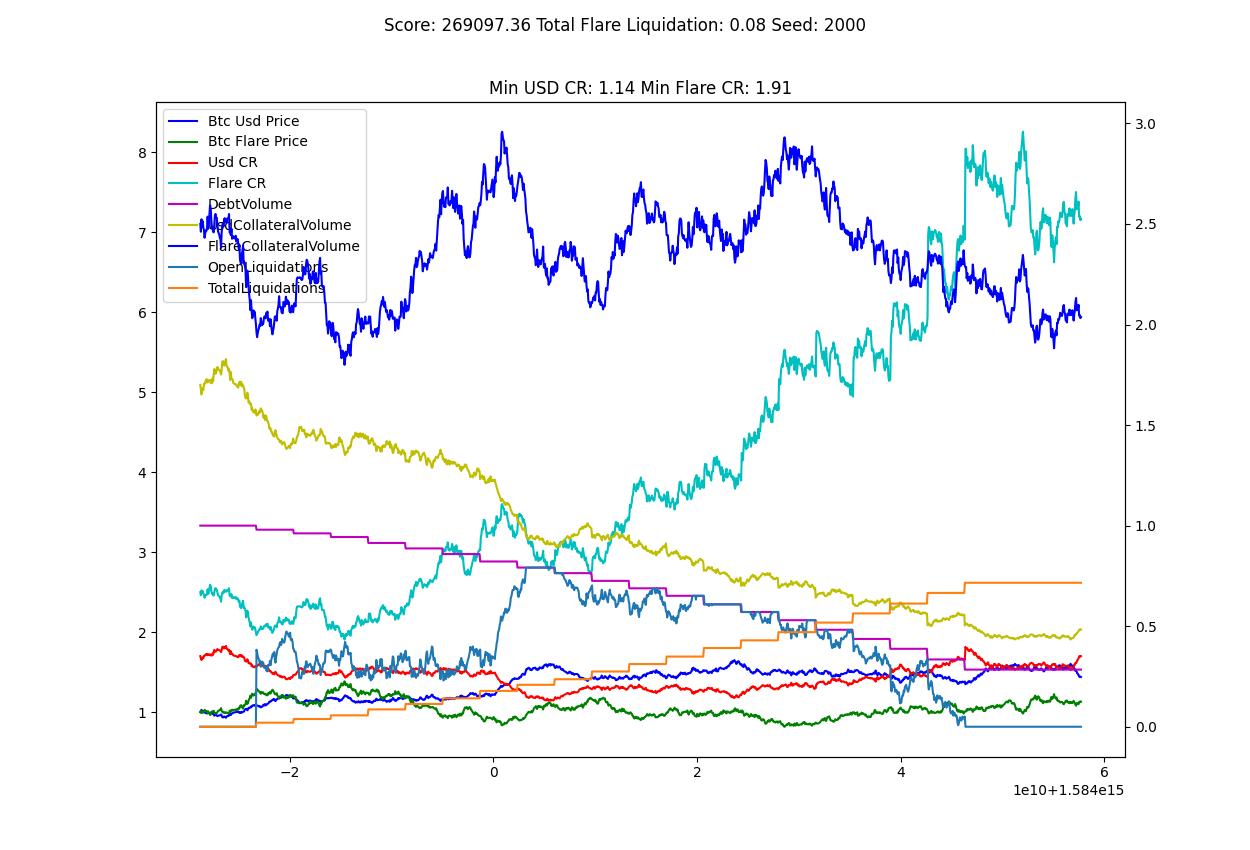 Score: 269097.36 Total Flare Liquidation: 0.08 Seed: 2000
Min USD CR: 1.14 Min Flare CR: 1.91
Btc Usd Price
Btc Flare Price
Usd CR
Flare CR
DebtVolume
UsdCollateralVolume
FlareCollateralVolume
OpenLiquidations
TotalLiquidations
8
7
6
5
4
3
2
1
3.0
2.5
2.0
1.5
1.0
0.5
0.0
−2
0
2
4
6
1e10+1.584e15